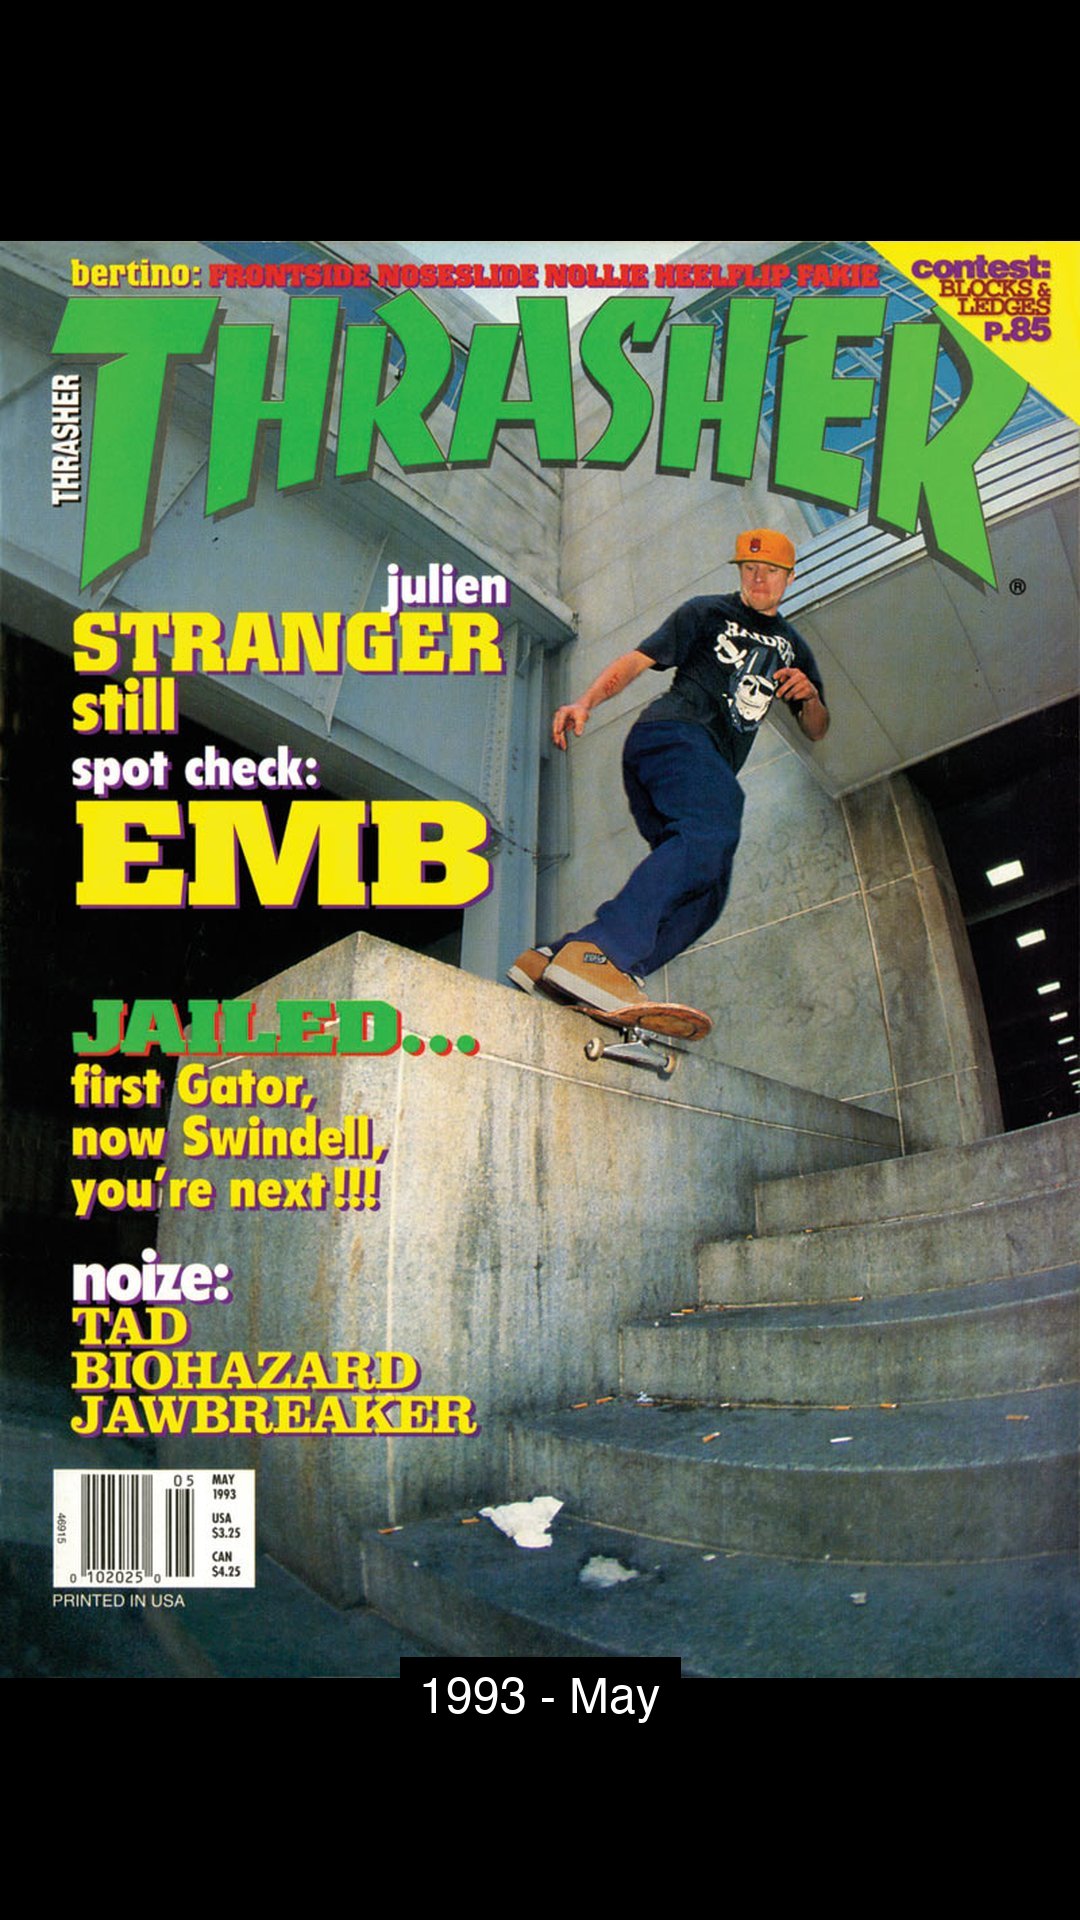 bertino: FRONTSIDE NOSESLIDE NOLLIE HEELFLIP FAKIE
contest:
BLOCKS &
LEDGES
P.85
THRASHER
THRASHER
®
julien
STRANGER
still
spot check:
EMB
JAILED...
first Gator,
now Swindell,
you're next!!!
noize:
TAD
BIOHAZARD
JAWBREAKER
05
MAY
1993
USA
$3.25
CAN
$4.25
46915
0 102025 0
PRINTED IN USA
RAIDERS
1993 - May